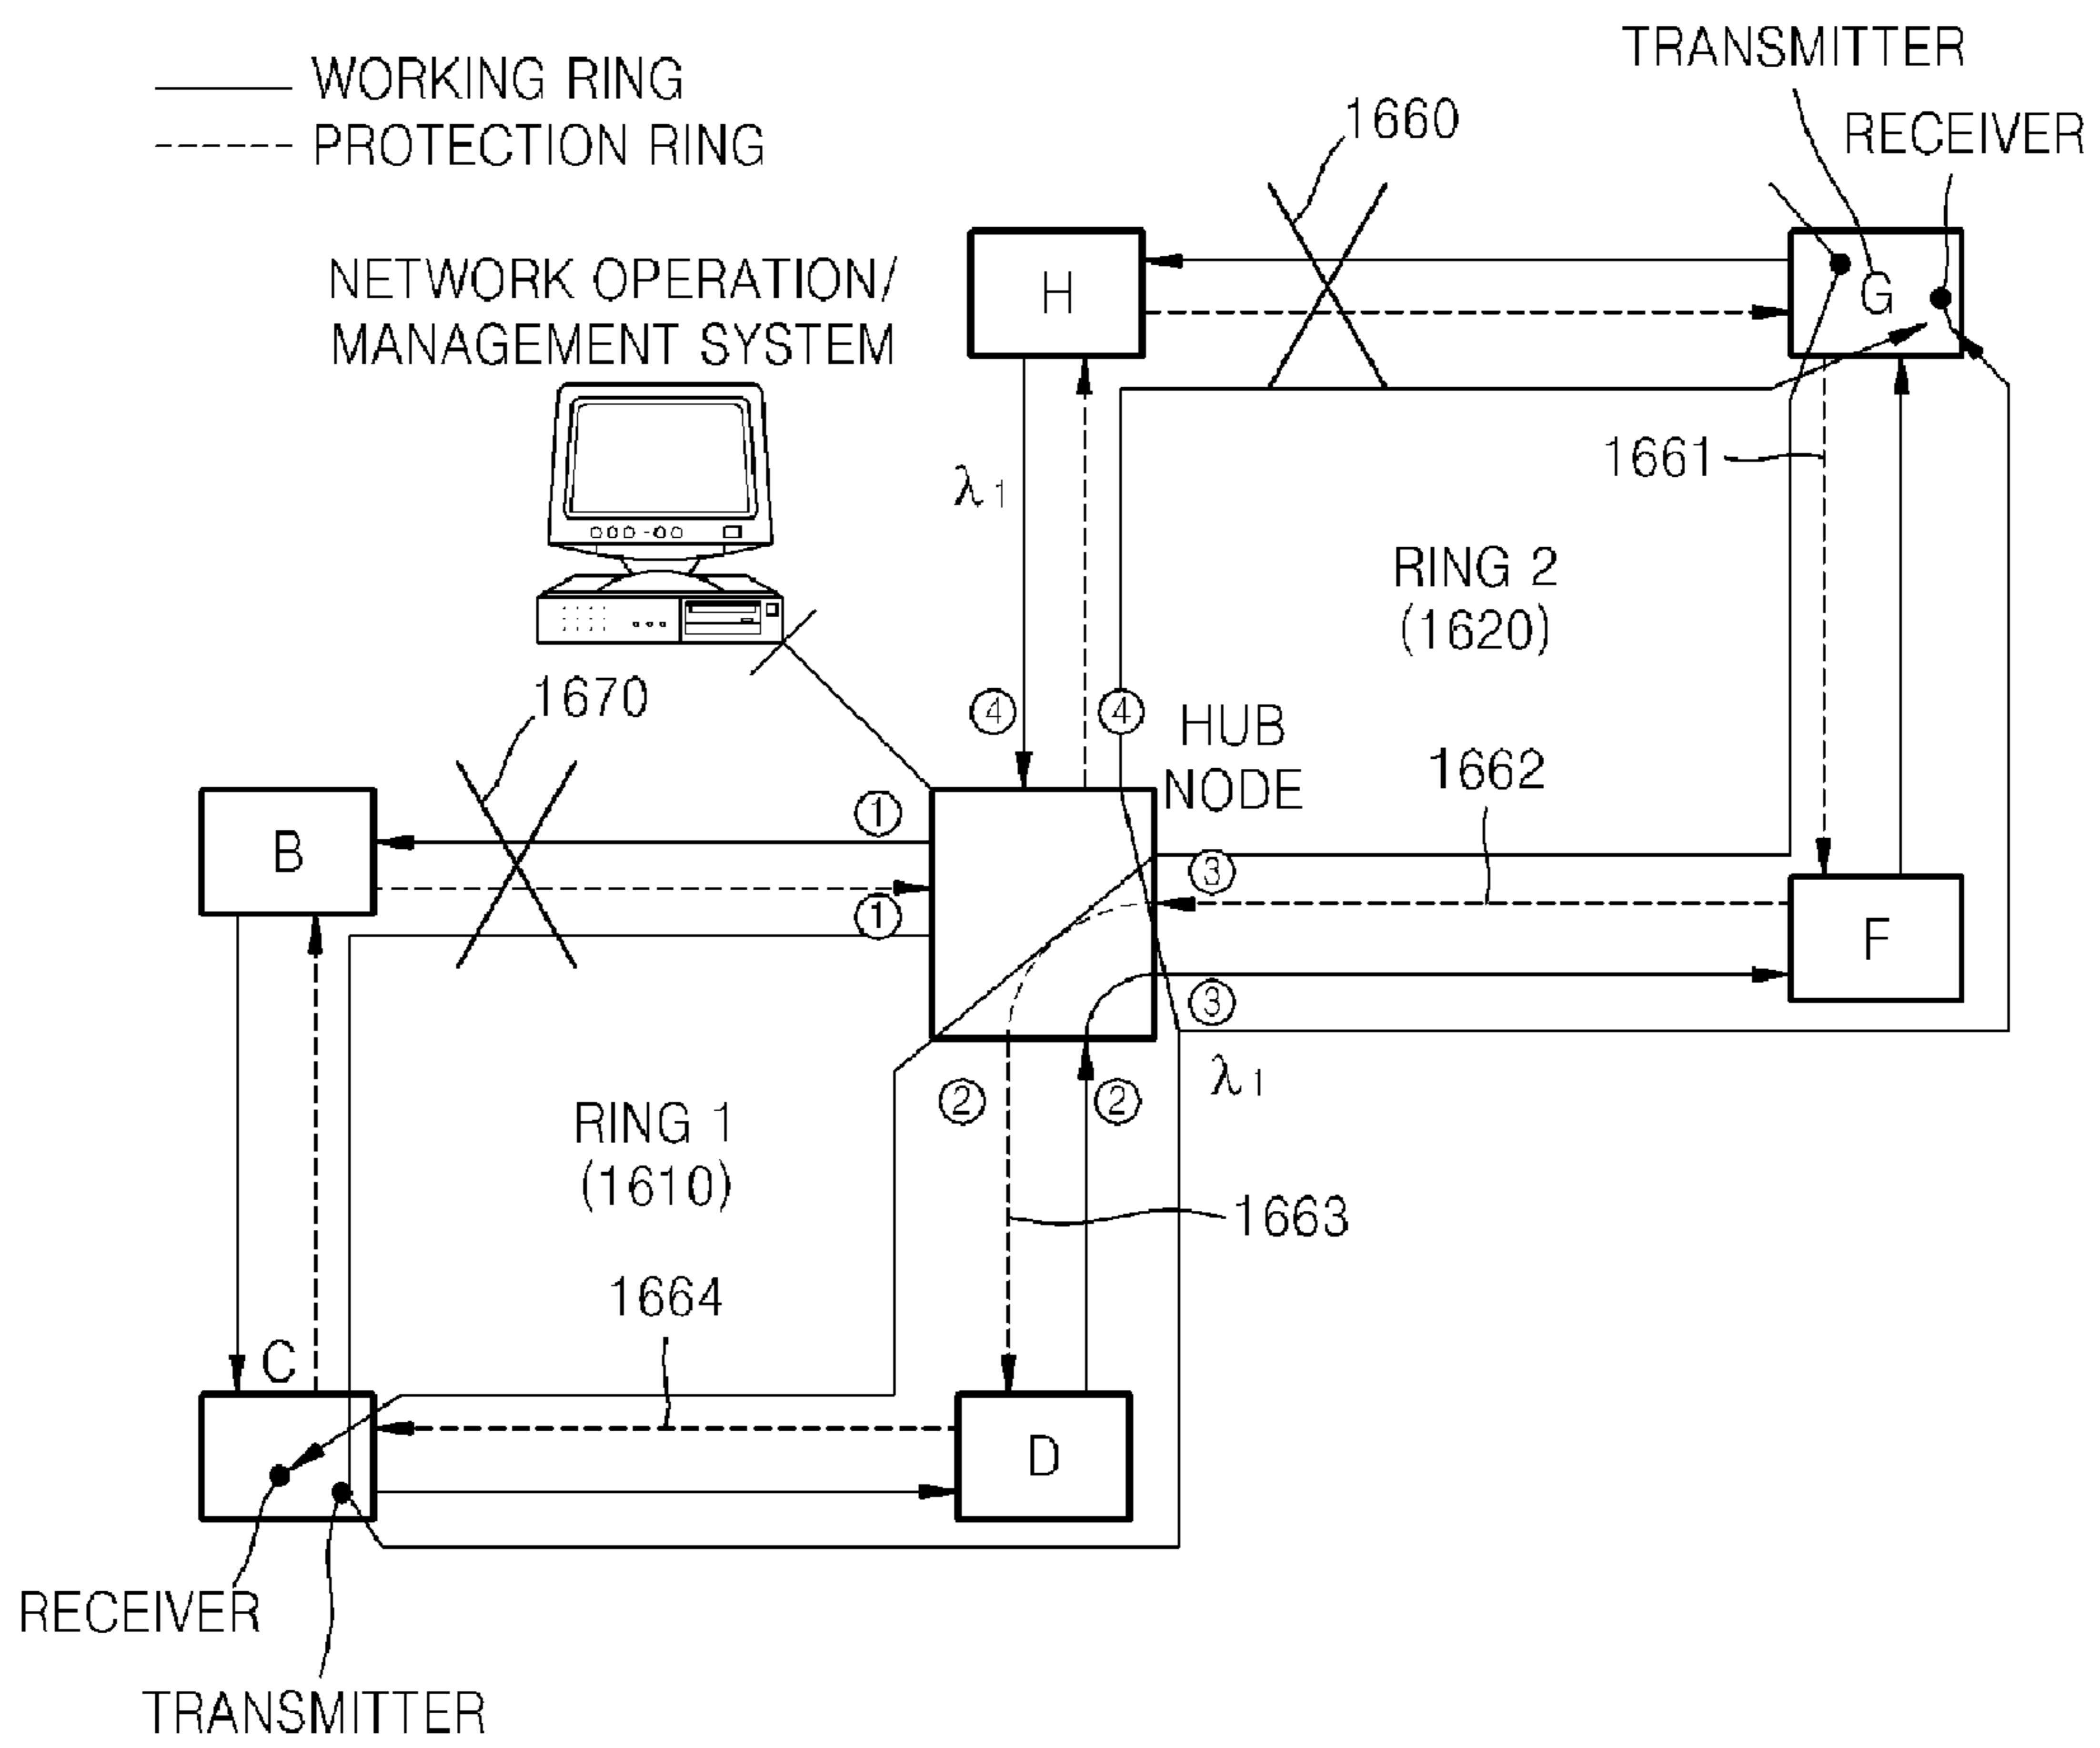 TRANSMITTER
WORKING RING
1660
RECEIVER
PROTECTION RING
NETWORK OPERATION/
MANAGEMENT SYSTEM
H
G
1661
λ1
RING 2
(1620)
1670
④
④
HUB
NODE
1662
①
B
③
①
F
③
λ1
②
②
RING 1
(1610)
1663
1664
C
D
RECEIVER
TRANSMITTER